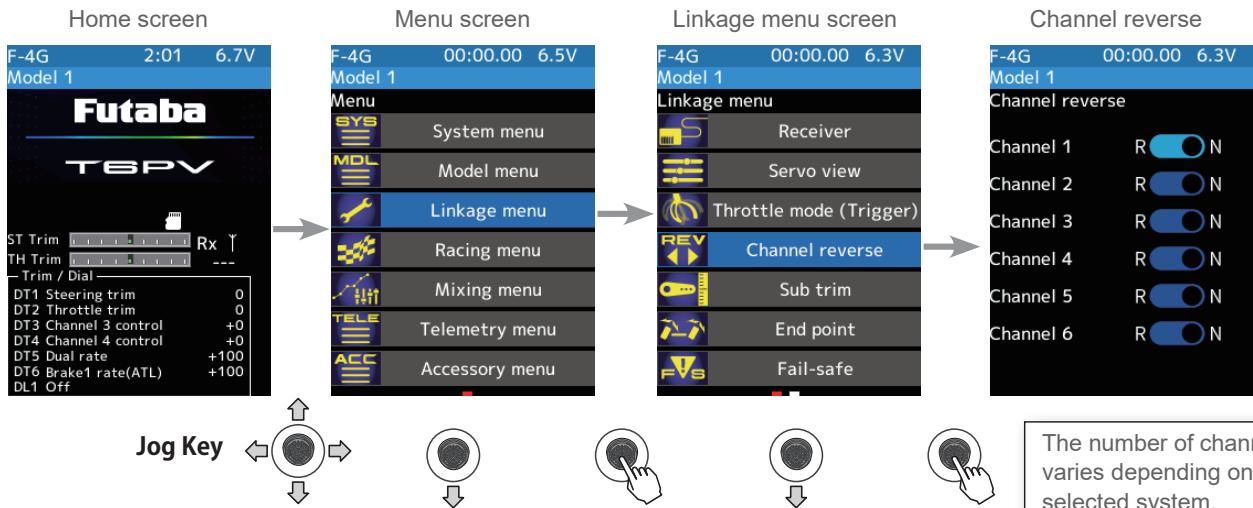 Home screen
Menu screen
Linkage menu screen
Channel reverse
F-4G 2:01 6.7V
Model 1
Futaba
T6PV
ST Trim
Rx
TH Trim
---
Trim / Dial
DT1 Steering trim 0
DT2 Throttle trim 0
DT3 Channel 3 control +0
DT4 Channel 4 control +0
DT5 Dual rate +100
DT6 Brake1 rate(ATL) +100
DL1 Off
F-4G 00:00.00 6.5V
Model 1
Menu
SYS System menu
MDL Model menu
Linkage menu
Racing menu
Mixing menu
TELE Telemetry menu
ACC Accessory menu
F-4G 00:00.00 6.3V
Model 1
Linkage menu
Receiver
Servo view
Throttle mode (Trigger)
REV Channel reverse
Sub trim
End point
F/S Fail-safe
F-4G 00:00.00 6.3V
Model 1
Channel reverse
Channel 1 R N
Channel 2 R N
Channel 3 R N
Channel 4 R N
Channel 5 R N
Channel 6 R N
Jog Key
The number of chann
varies depending on
selected system.